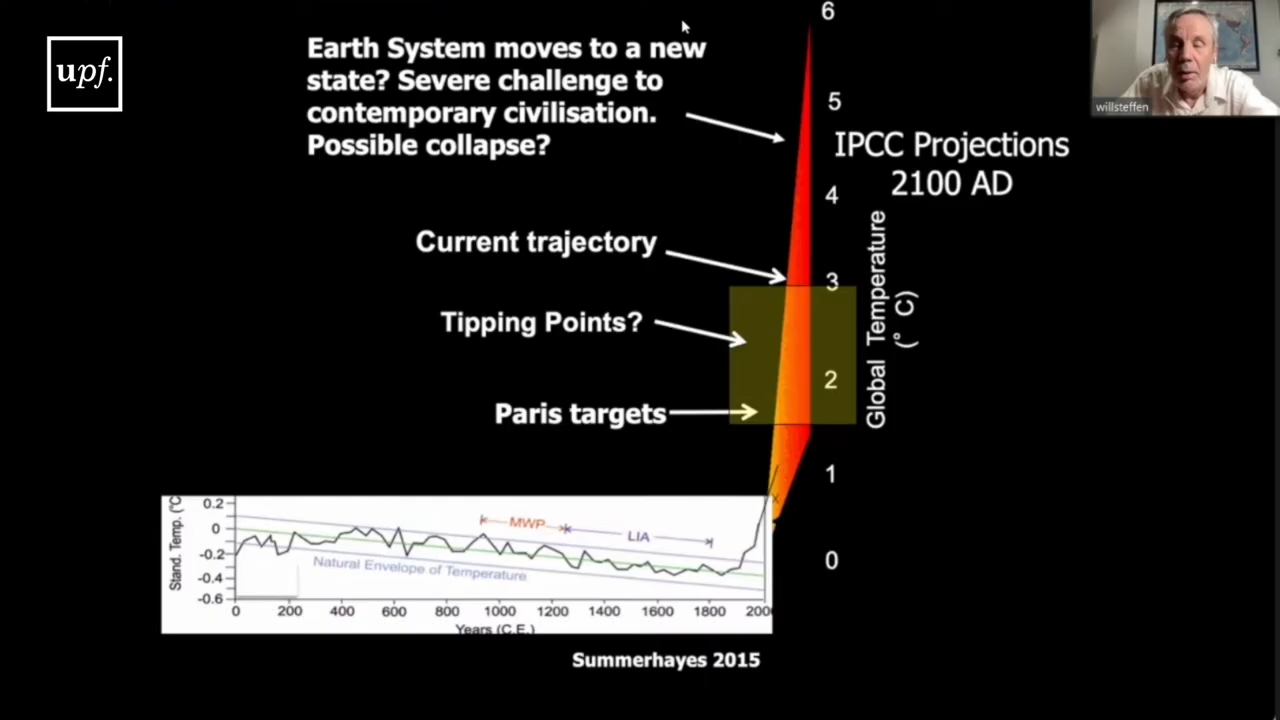 upf.
Earth System moves to a new
state? Severe challenge to
contemporary civilisation.
Possible collapse?
Current trajectory
Tipping Points?
Paris targets
6
5
4
3
2
1
0
IPCC Projections
2100 AD
Global Temperature
(° C)
willsteffen
Stand. Temp. (°C
0.2
0
-0.2
-0.4
-0.6
MWP
LIA
Natural Envelope of Temperature
0 200 400 600 800 1000 1200 1400 1600 1800 200
Years (C.E.)
Summerhayes 2015